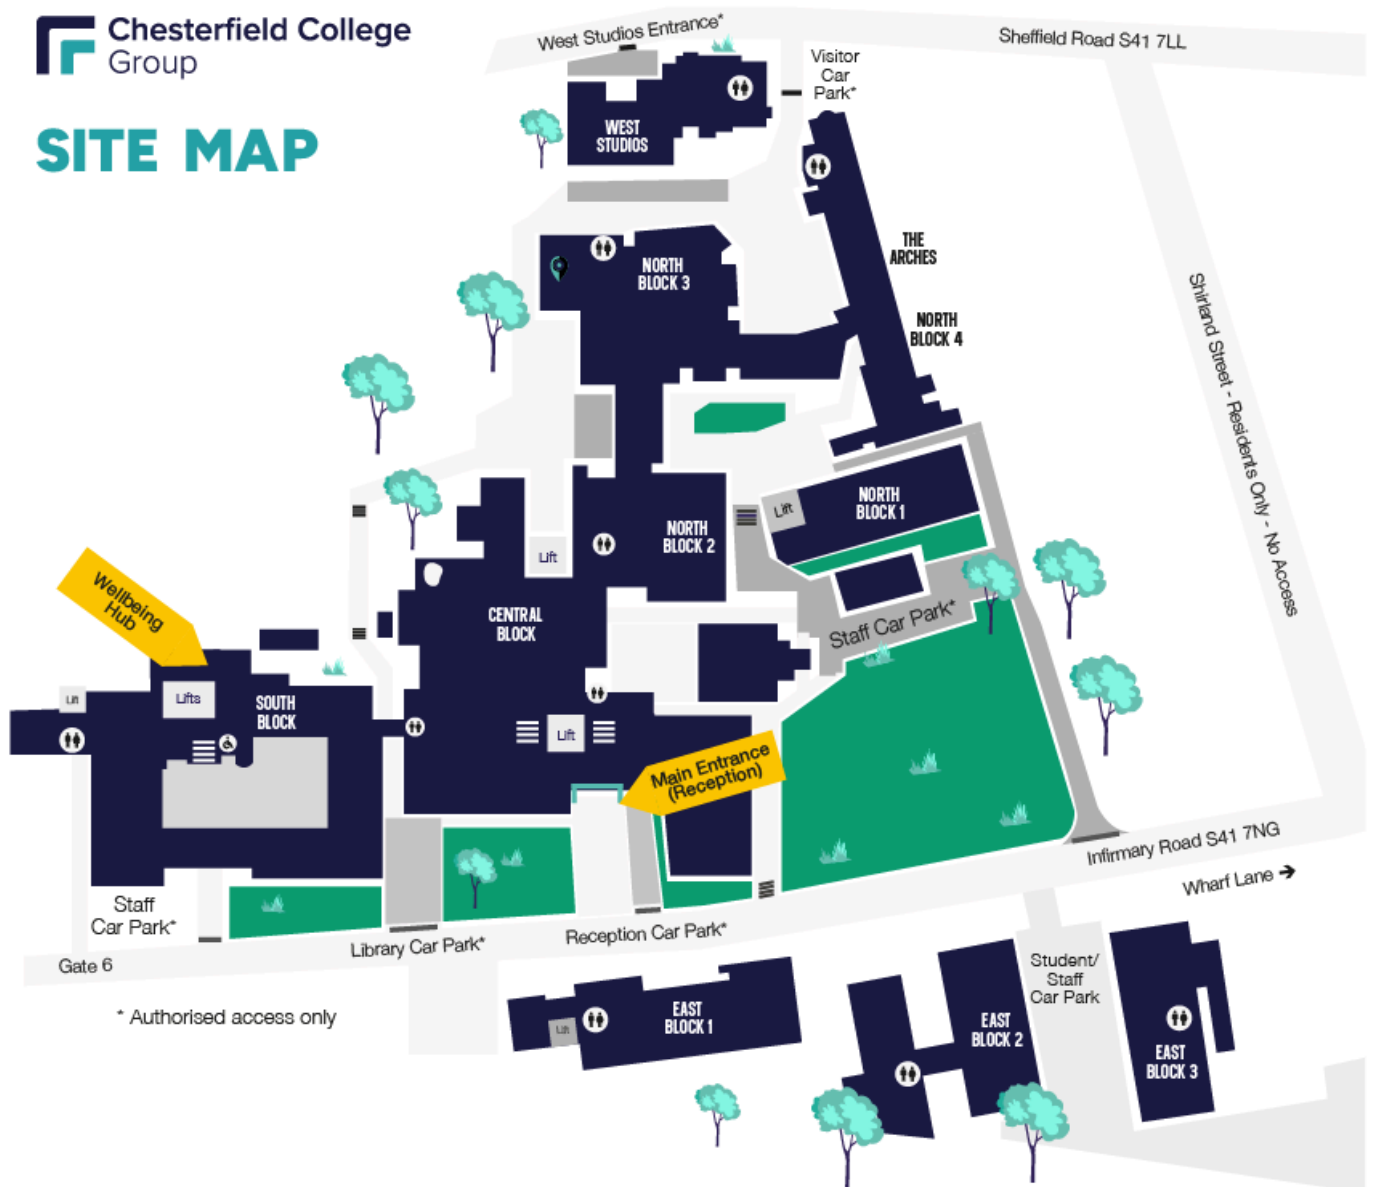 Chesterfield College
Group
SITE MAP
West Studios Entrance*
Sheffield Road S41 7LL
Visitor
Car
Park*
WEST
STUDIOS
THE
ARCHES
NORTH
BLOCK 3
NORTH
BLOCK 4
Shirland Street - Residents Only - No Access
Lift
NORTH
BLOCK 1
NORTH
BLOCK 2
Lift
Wellbeing
Hub
CENTRAL
BLOCK
Staff Car Park*
Lift
Lifts
SOUTH
BLOCK
Lift
Main Entrance
(Reception)
Infirmary Road S41 7NG
Wharf Lane →
Staff
Car Park*
Library Car Park*
Reception Car Park*
Gate 6
* Authorised access only
Student/
Staff
Car Park
Lift
EAST
BLOCK 1
EAST
BLOCK 2
EAST
BLOCK 3